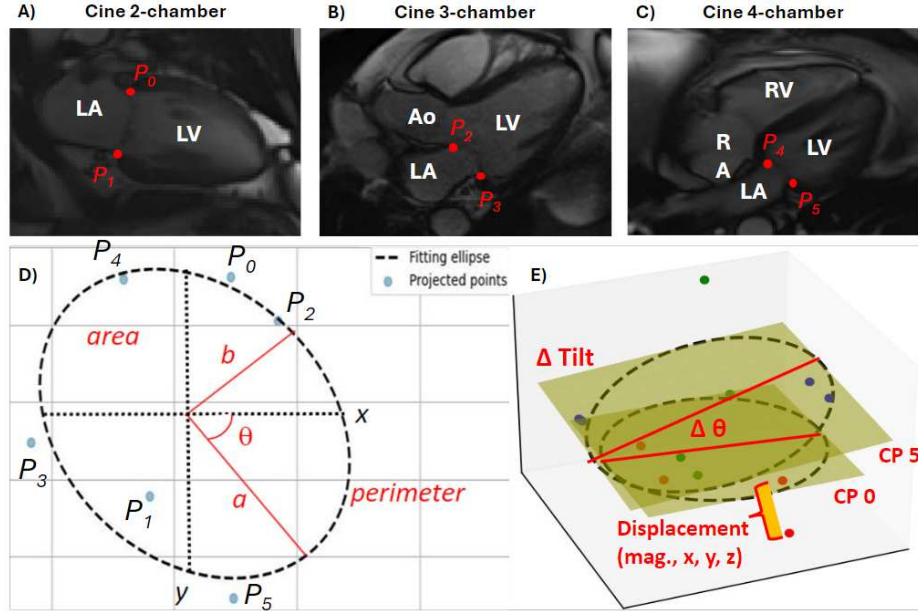 A) Cine 2-chamber
B) Cine 3-chamber
C) Cine 4-chamber
P0
LA
LV
P1
Ao
P2
LV
LA
P3
RV
R
A
P4
LV
LA
P5
D)
P4
P0
Fitting ellipse
Projected points
P2
area
b
x
θ
a
P3
P1
perimeter
y
P5
E)
Δ Tilt
Δ θ
CP 5
CP 0
Displacement
(mag., x, y, z)